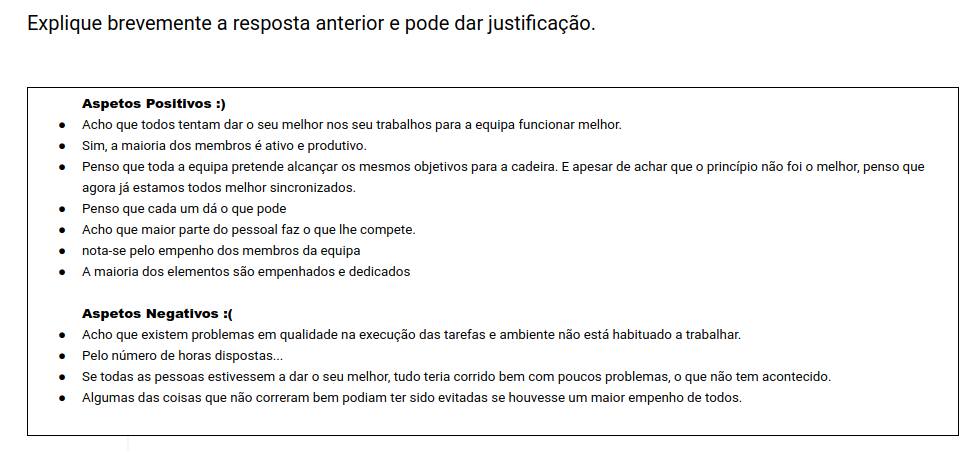 Explique brevemente a resposta anterior e pode dar justificação.
Aspetos Positivos :)
● Acho que todos tentam dar o seu melhor nos seu trabalhos para a equipa funcionar melhor.
● Sim, a maioria dos membros é ativo e produtivo.
● Penso que toda a equipa pretende alcançar os mesmos objetivos para a cadeira. E apesar de achar que o princípio não foi o melhor, penso que
agora já estamos todos melhor sincronizados.
● Penso que cada um dá o que pode
● Acho que maior parte do pessoal faz o que lhe compete.
● nota-se pelo empenho dos membros da equipa
● A maioria dos elementos são empenhados e dedicados
Aspetos Negativos :(
● Acho que existem problemas em qualidade na execução das tarefas e ambiente não está habituado a trabalhar.
● Pelo número de horas dispostas...
● Se todas as pessoas estivessem a dar o seu melhor, tudo teria corrido bem com poucos problemas, o que não tem acontecido.
● Algumas das coisas que não correram bem podiam ter sido evitadas se houvesse um maior empenho de todos.